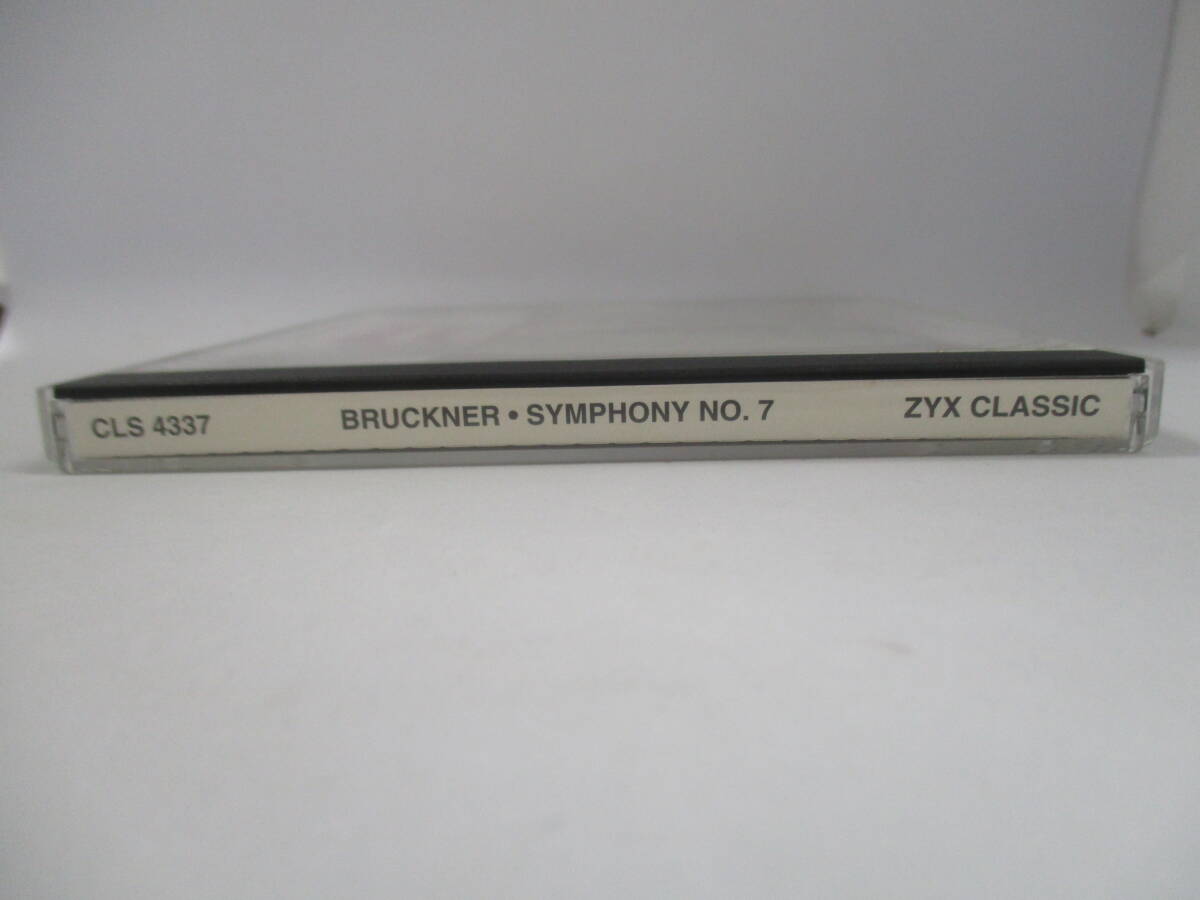 CLS 4337 BRUCKNER • SYMPHONY NO. 7 ZYX CLASSIC